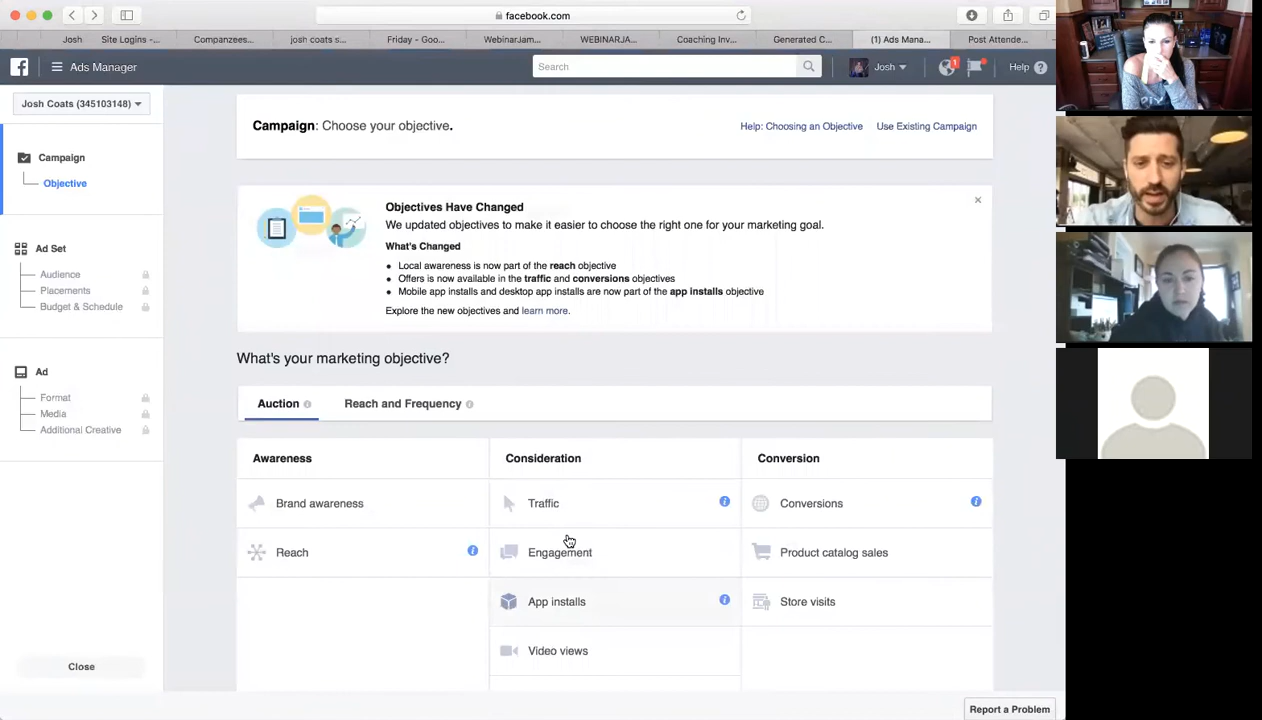 facebook.com
Josh
Site Logins -...
Companzees...
josh coats s...
Friday - Goo...
WebinarJam...
WEBINARJA...
Coaching Inv...
Generated C...
(1) Ads Mana...
Post Attende...
Ads Manager
Search
Josh
1
Help
Josh Coats (345103148)
Campaign: Choose your objective.
Help: Choosing an Objective
Use Existing Campaign
Campaign
Objective
Ad Set
Audience
Placements
Budget & Schedule
Ad
Format
Media
Additional Creative
Close
Objectives Have Changed
We updated objectives to make it easier to choose the right one for your marketing goal.
What's Changed
Local awareness is now part of the reach objective
Offers is now available in the traffic and conversions objectives
Mobile app installs and desktop app installs are now part of the app installs objective
Explore the new objectives and learn more.
What's your marketing objective?
Auction
Reach and Frequency
Awareness
Consideration
Conversion
Brand awareness
Traffic
Conversions
Reach
Engagement
Product catalog sales
App installs
Store visits
Video views
Report a Problem